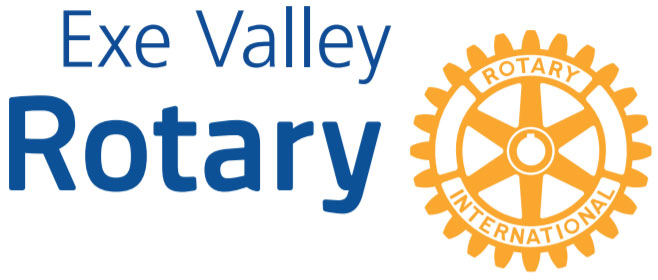 Exe Valley
Rotary
ROTARY
INTERNATIONAL